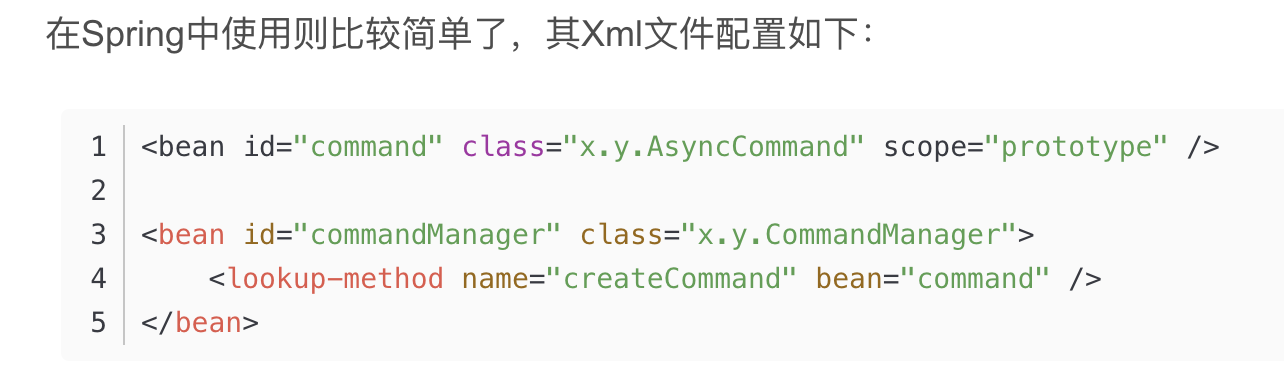 在Spring中使用则比较简单了，其Xml文件配置如下：
1 <bean id="command" class="x.y.AsyncCommand" scope="prototype" />
2
3 <bean id="commandManager" class="x.y.CommandManager">
4     <lookup-method name="createCommand" bean="command" />
5 </bean>